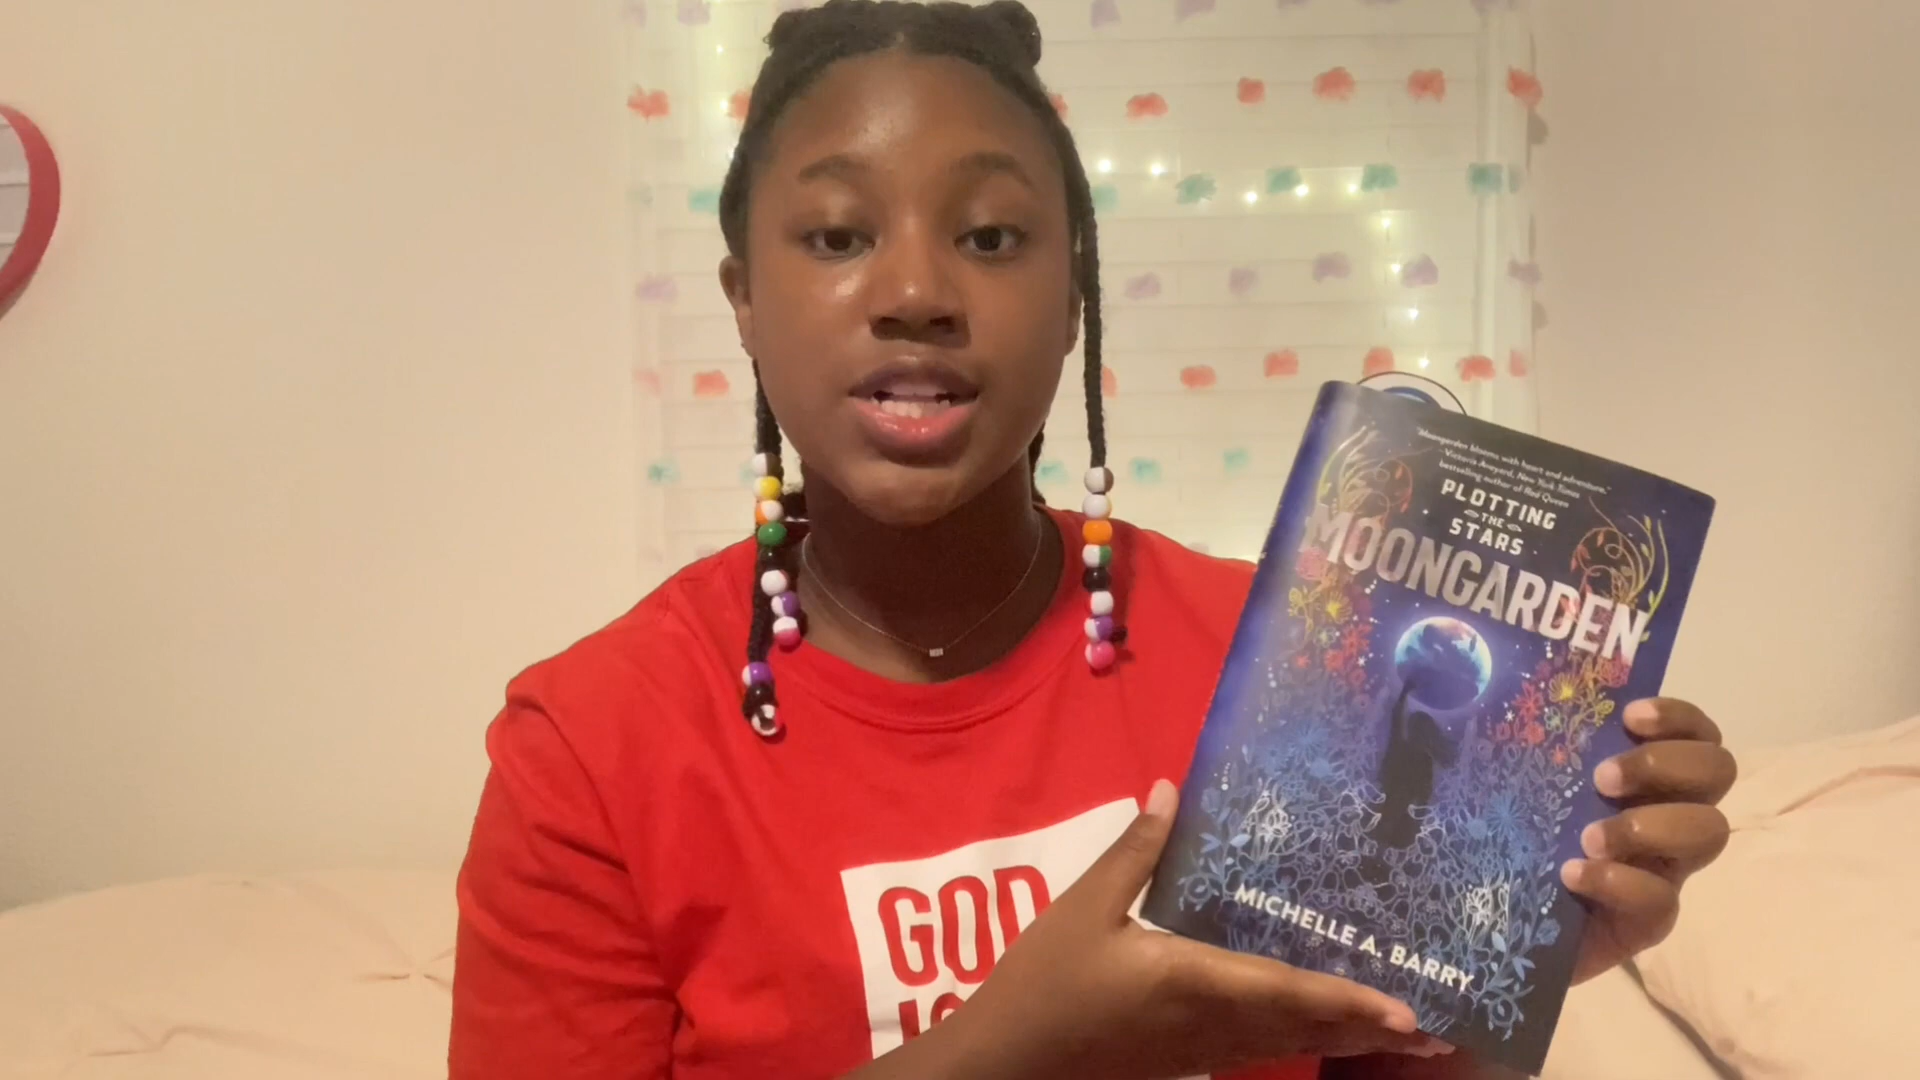 "Moongarden blooms with heart and adventure."
- Victoria Aveyard, New York Times
bestselling author of Red Queen
PLOTTING
THE
STARS
MOONGARDEN
MICHELLE A. BARRY
GOD